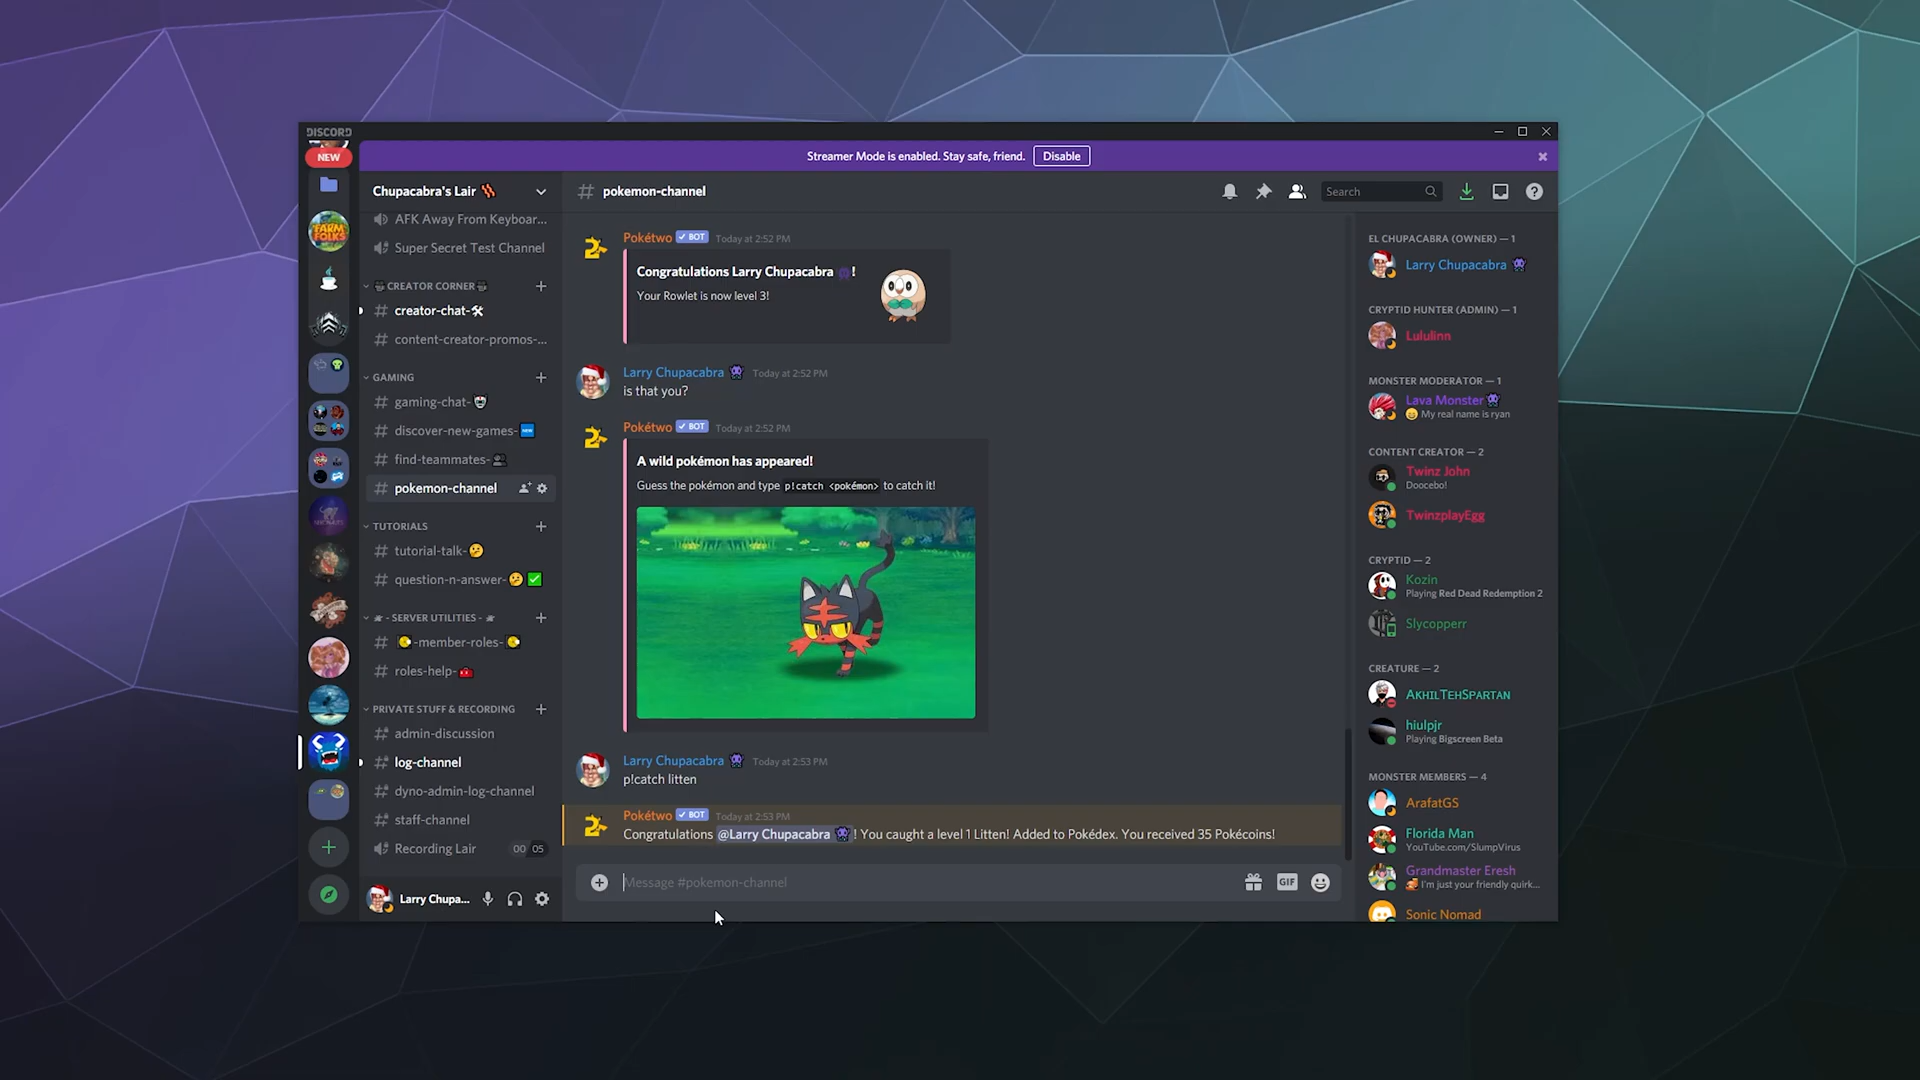 DISCORD
NEW
FARM
FOLKS
Streamer Mode is enabled. Stay safe, friend.
Disable
Chupacabra's Lair
AFK Away From Keyboar...
Super Secret Test Channel
CREATOR CORNER
creator-chat-
content-creator-promos-...
GAMING
gaming-chat-
discover-new-games-
find-teammates-
pokemon-channel
TUTORIALS
tutorial-talk-
question-n-answer-
- SERVER UTILITIES -
-member-roles-
roles-help-
PRIVATE STUFF & RECORDING
admin-discussion
log-channel
dyno-admin-log-channel
staff-channel
Recording Lair 00 05
Larry Chupa...
# pokemon-channel
Search
Pokétwo BOT Today at 2:52 PM
Congratulations Larry Chupacabra !
Your Rowlet is now level 3!
Larry Chupacabra Today at 2:52 PM
is that you?
Pokétwo BOT Today at 2:52 PM
A wild pokémon has appeared!
Guess the pokémon and type p!catch <pokémon> to catch it!
Larry Chupacabra Today at 2:53 PM
p!catch litten
Pokétwo BOT Today at 2:53 PM
Congratulations @Larry Chupacabra ! You caught a level 1 Litten! Added to Pokédex. You received 35 Pokécoins!
Message #pokemon-channel
GIF
EL CHUPACABRA (OWNER) — 1
Larry Chupacabra
CRYPTID HUNTER (ADMIN) — 1
Lululinn
MONSTER MODERATOR — 1
Lava Monster
My real name is ryan
CONTENT CREATOR — 2
Twinz John
Doocebo!
TwinzplayEgg
CRYPTID — 2
Kozin
Playing Red Dead Redemption 2
Slycopperr
CREATURE — 2
AKHILTEHSPARTAN
hiulpjr
Playing Bigscreen Beta
MONSTER MEMBERS — 4
ArafatGS
Florida Man
YouTube.com/SlumpVirus
Grandmaster Eresh
I'm just your friendly quirk...
Sonic Nomad